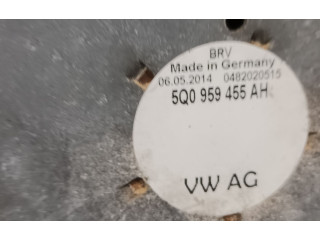 BRV
Made in Germany
06.05.2014 0482020515
5Q0 959 455 AH
VW AG